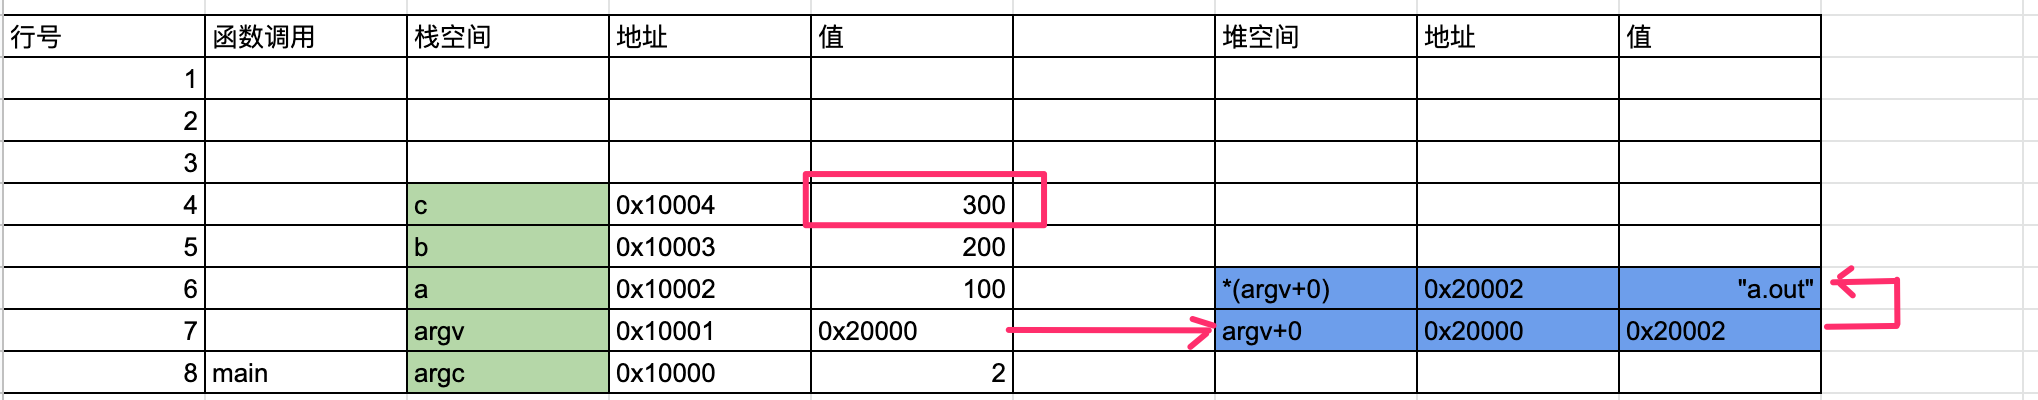 行号 函数调用 栈空间 地址 值 堆空间 地址 值
1
2
3
4 c 0x10004 300
5 b 0x10003 200
6 a 0x10002 100 *(argv+0) 0x20002 "a.out"
7 argv 0x10001 0x20000 argv+0 0x20000 0x20002
8 main argc 0x10000 2